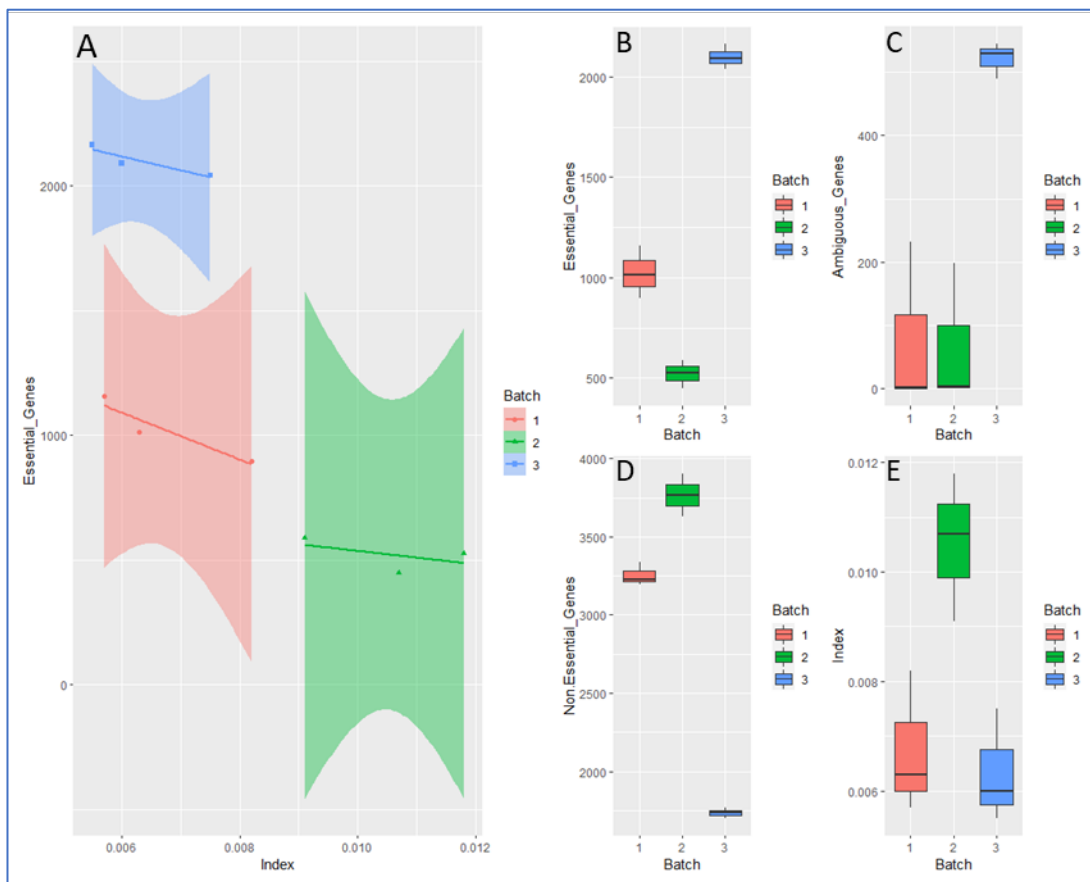 A
Essential_Genes
2000
1000
0
0.006
0.008
0.010
0.012
Index
Batch
1
2
3
B
Essential_Genes
2000
1500
1000
500
1
2
3
Batch
Batch
1
2
3
C
Ambiguous_Genes
400
200
0
1
2
3
Batch
Batch
1
2
3
D
Non.Essential_Genes
4000
3500
3000
2500
2000
1
2
3
Batch
Batch
1
2
3
E
Index
0.012
0.010
0.008
0.006
1
2
3
Batch
Batch
1
2
3